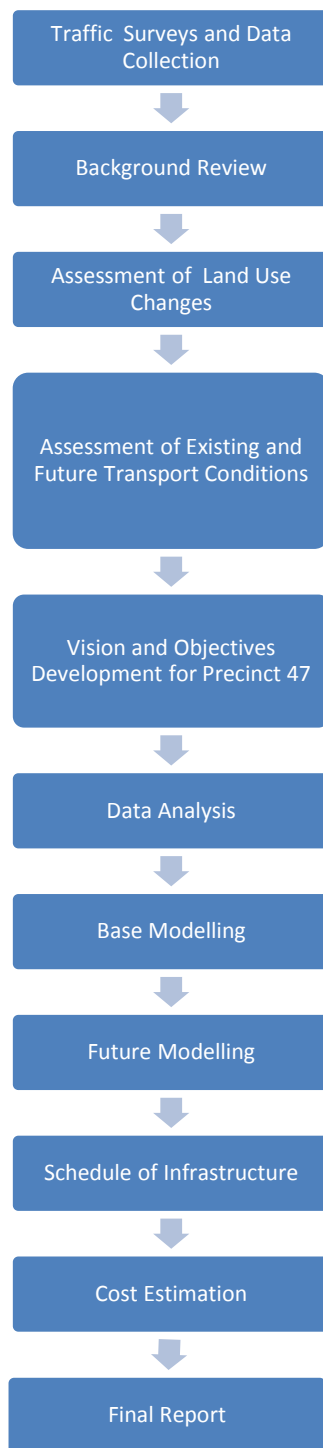 Traffic Surveys and Data
Collection
Background Review
Assessment of Land Use
Changes
Assessment of Existing and
Future Transport Conditions
Vision and Objectives
Development for Precinct 47
Data Analysis
Base Modelling
Future Modelling
Schedule of Infrastructure
Cost Estimation
Final Report